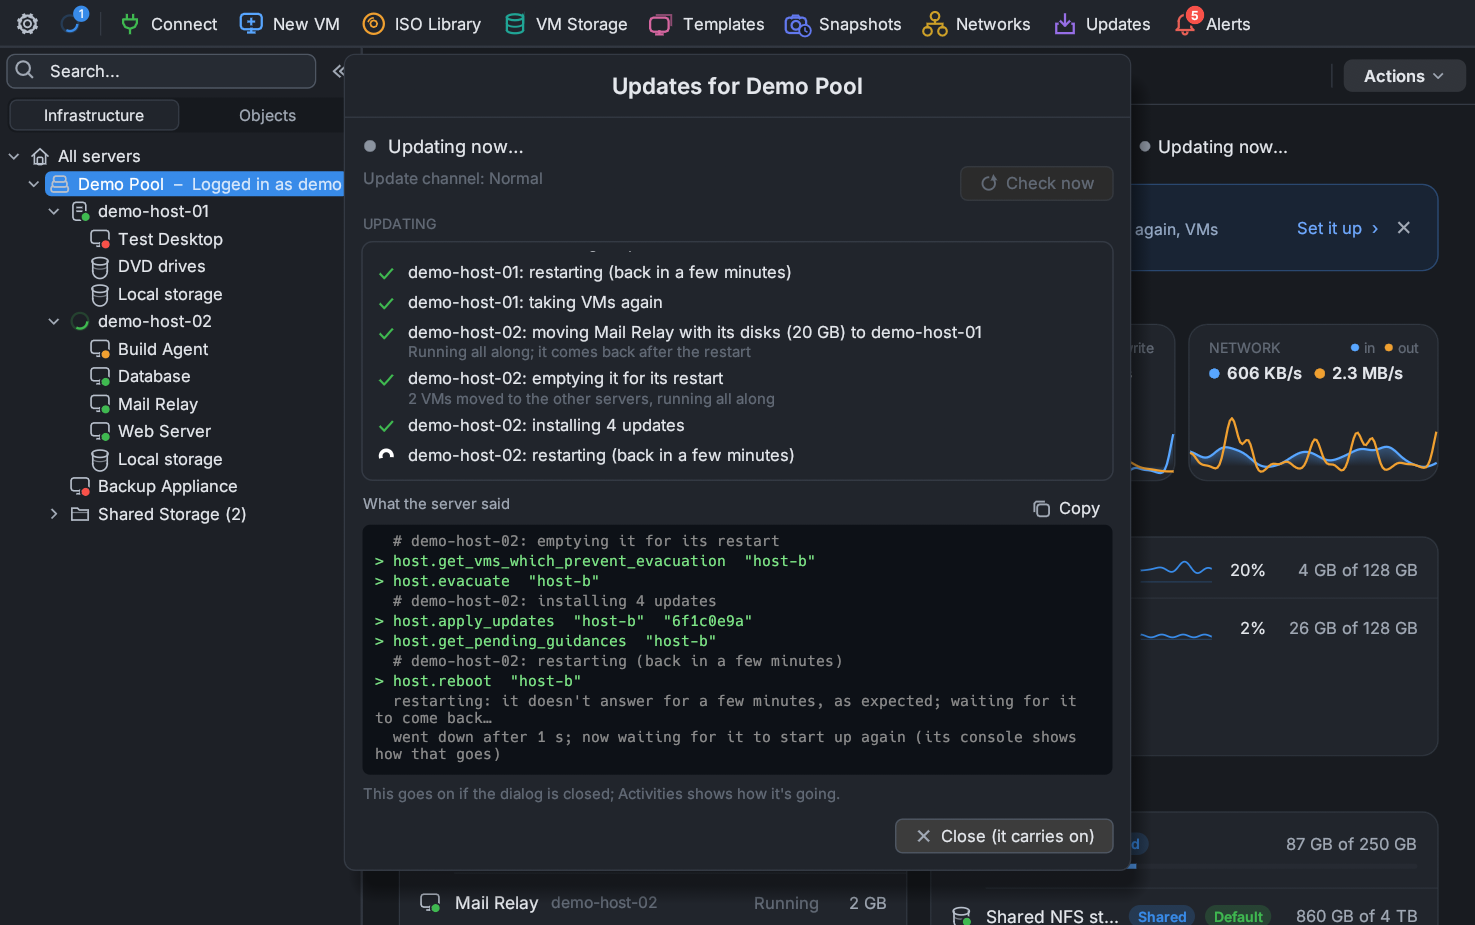 1
Connect
New VM
ISO Library
VM Storage
Templates
Snapshots
Networks
Updates
5
Alerts
Search...
Infrastructure
Objects
All servers
Demo Pool – Logged in as demo
demo-host-01
Test Desktop
DVD drives
Local storage
demo-host-02
Build Agent
Database
Mail Relay
Web Server
Local storage
Backup Appliance
Shared Storage (2)
Updates for Demo Pool
Updating now...
Update channel: Normal
Check now
UPDATING
demo-host-01: restarting (back in a few minutes)
demo-host-01: taking VMs again
demo-host-02: moving Mail Relay with its disks (20 GB) to demo-host-01
Running all along; it comes back after the restart
demo-host-02: emptying it for its restart
2 VMs moved to the other servers, running all along
demo-host-02: installing 4 updates
demo-host-02: restarting (back in a few minutes)
What the server said
Copy
# demo-host-02: emptying it for its restart
> host.get_vms_which_prevent_evacuation "host-b"
> host.evacuate "host-b"
# demo-host-02: installing 4 updates
> host.apply_updates "host-b" "6f1c0e9a"
> host.get_pending_guidances "host-b"
# demo-host-02: restarting (back in a few minutes)
> host.reboot "host-b"
restarting: it doesn't answer for a few minutes, as expected; waiting for it
to come back…
went down after 1 s; now waiting for it to start up again (its console shows
how that goes)
This goes on if the dialog is closed; Activities shows how it's going.
Close (it carries on)
Actions
Updating now...
again, VMs
Set it up ›
NETWORK
in
out
606 KB/s
2.3 MB/s
20%
4 GB of 128 GB
2%
26 GB of 128 GB
87 GB of 250 GB
Mail Relay
demo-host-02
Running
2 GB
Shared NFS st...
Shared
Default
860 GB of 4 TB